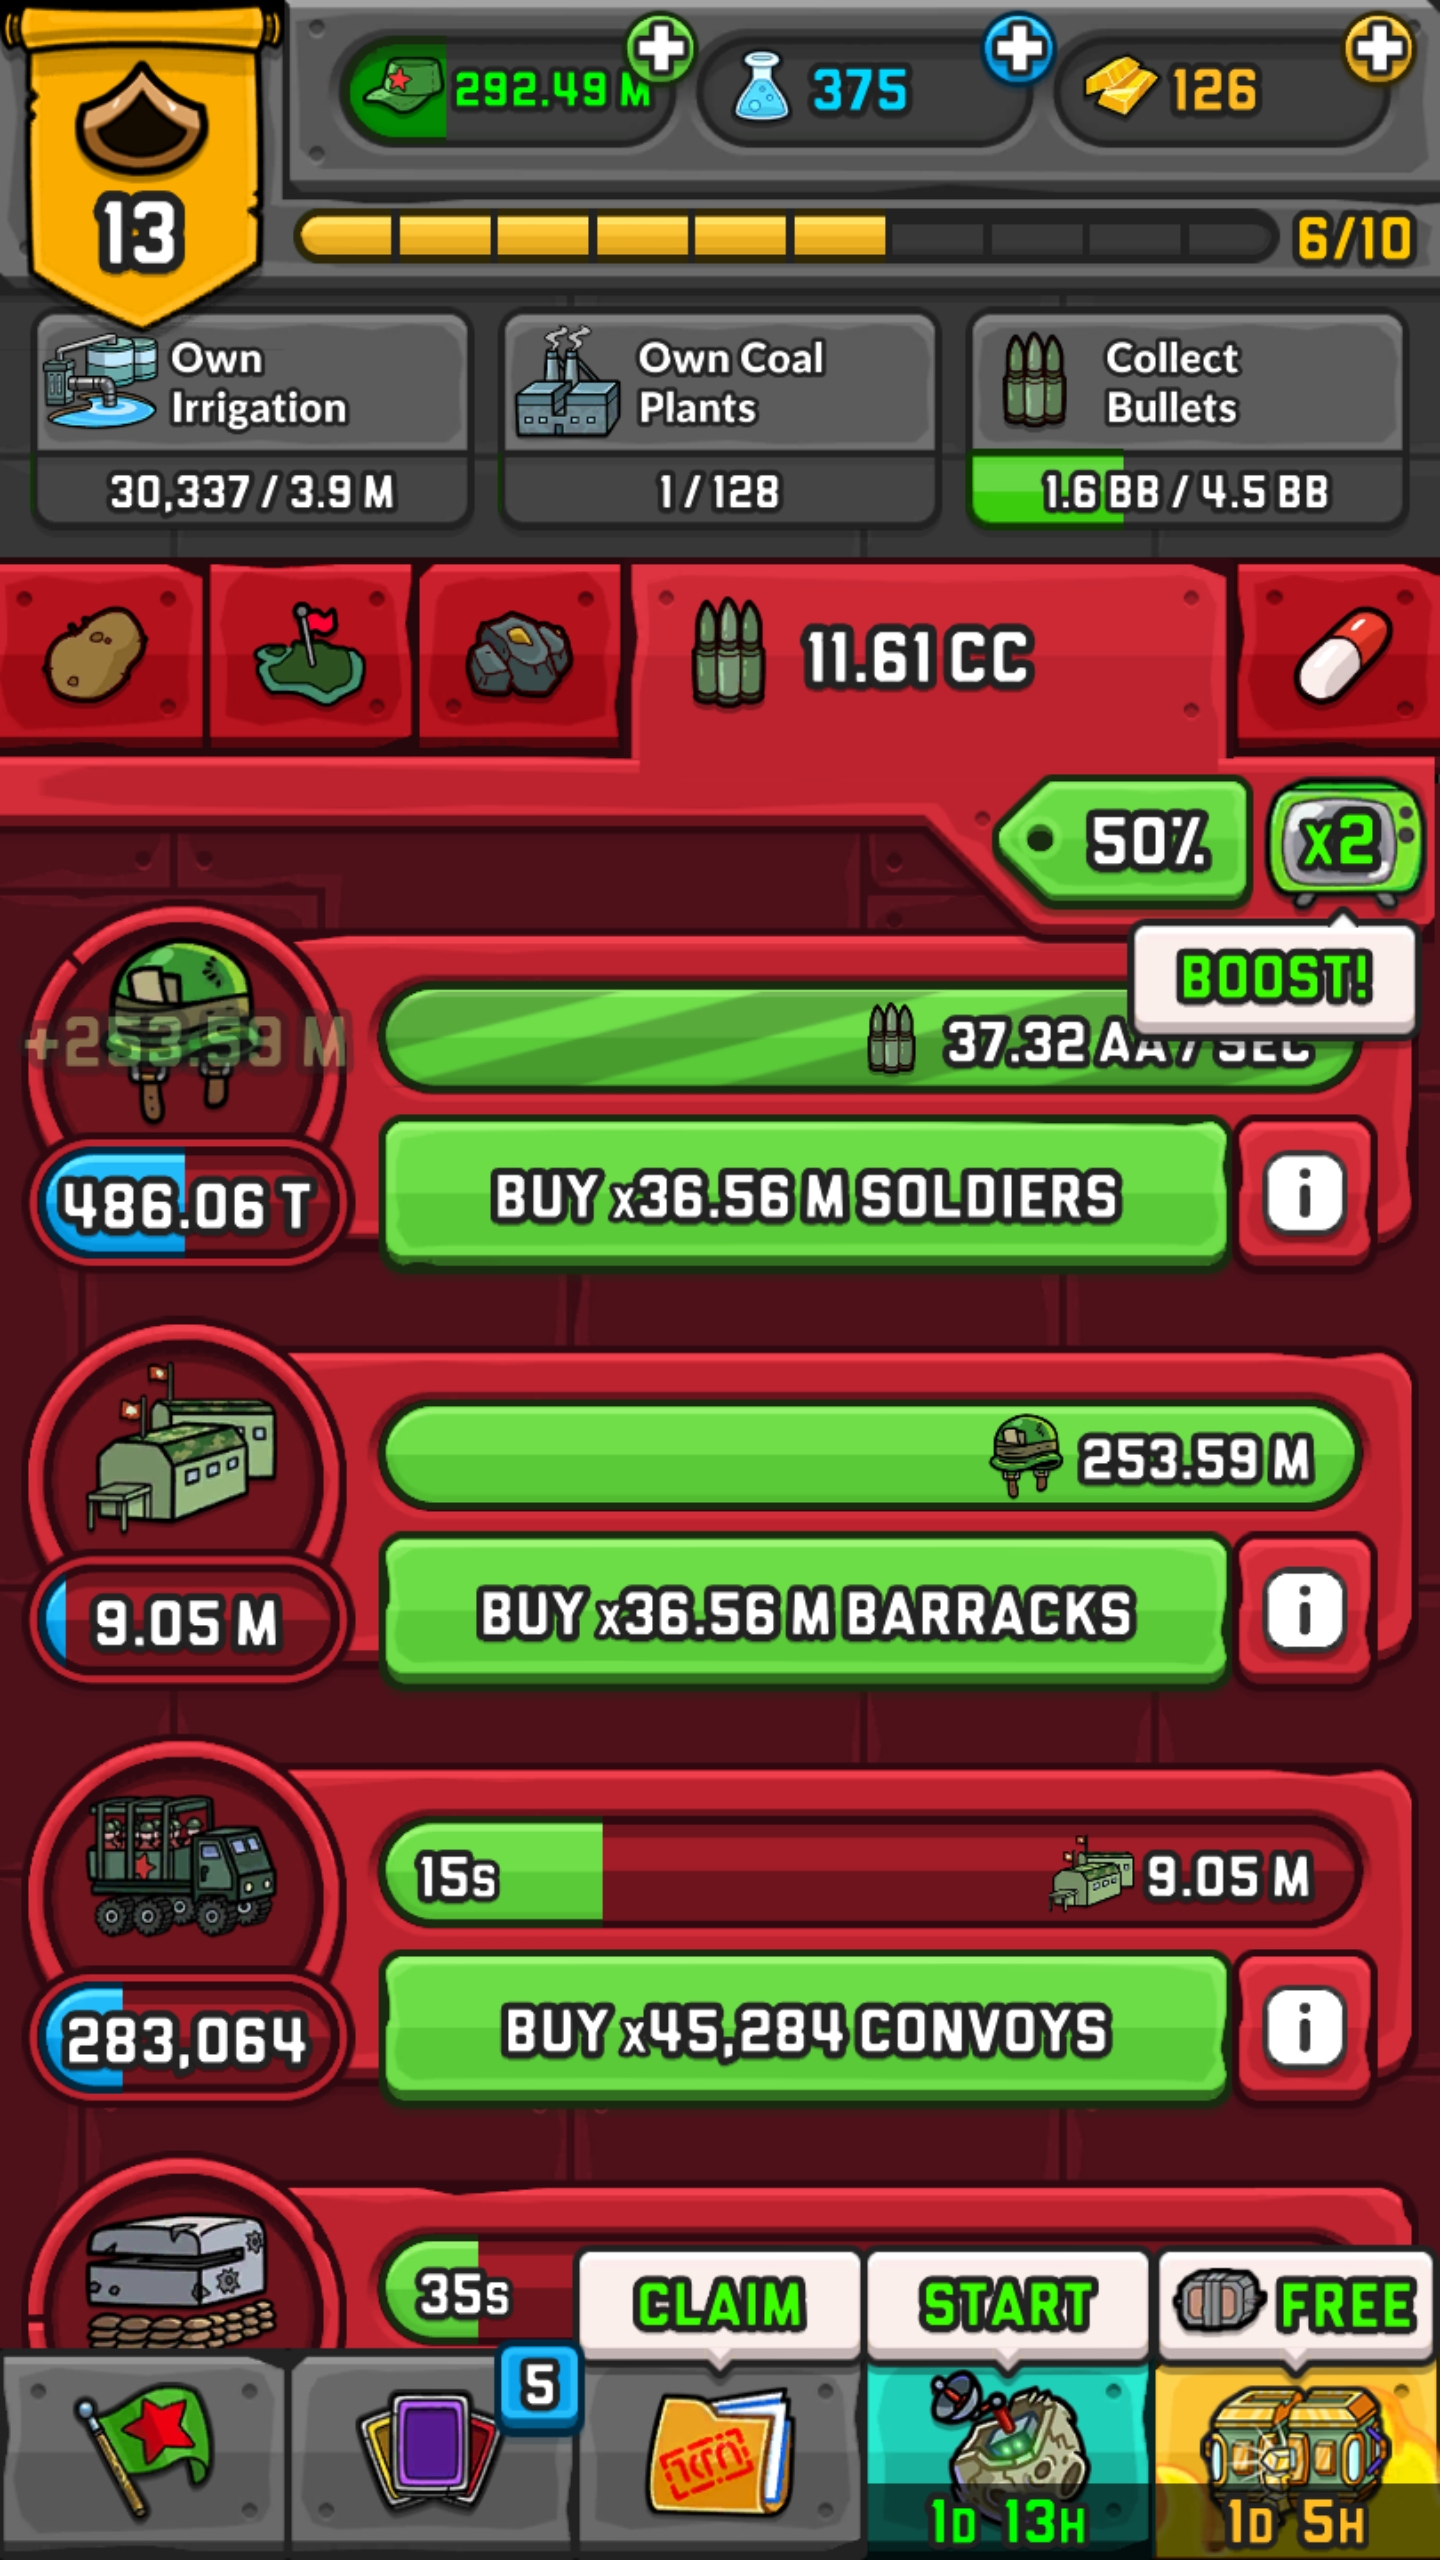 13
292.49 M
375
126
6/10
Own
Irrigation
30,337 / 3.9 M
Own Coal
Plants
1 / 128
Collect
Bullets
1.6 BB / 4.5 BB
11.61 CC
50%
x2
BOOST!
+253.59 M
37.32 AA / SEC
486.06 T
BUY x36.56 M SOLDIERS
i
253.59 M
9.05 M
BUY x36.56 M BARRACKS
i
15s
9.05 M
283,064
BUY x45,284 CONVOYS
i
35s
CLAIM
START
FREE
5
1D 13H
1D 5H